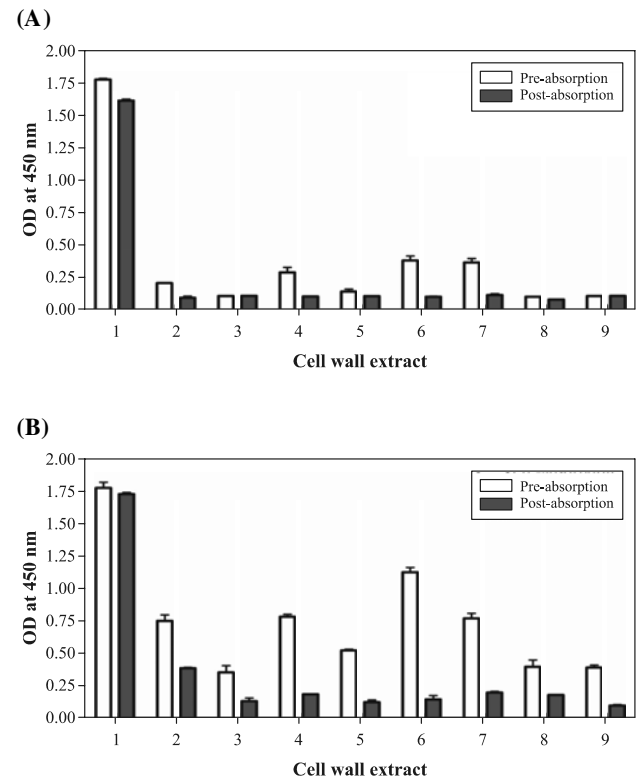 (A)
2.00
1.75
1.50
1.25
1.00
0.75
0.50
0.25
0.00
OD at 450 nm
Pre-absorption
Post-absorption
1 2 3 4 5 6 7 8 9
Cell wall extract
(B)
2.00
1.75
1.50
1.25
1.00
0.75
0.50
0.25
0.00
OD at 450 nm
Pre-absorption
Post-absorption
1 2 3 4 5 6 7 8 9
Cell wall extract